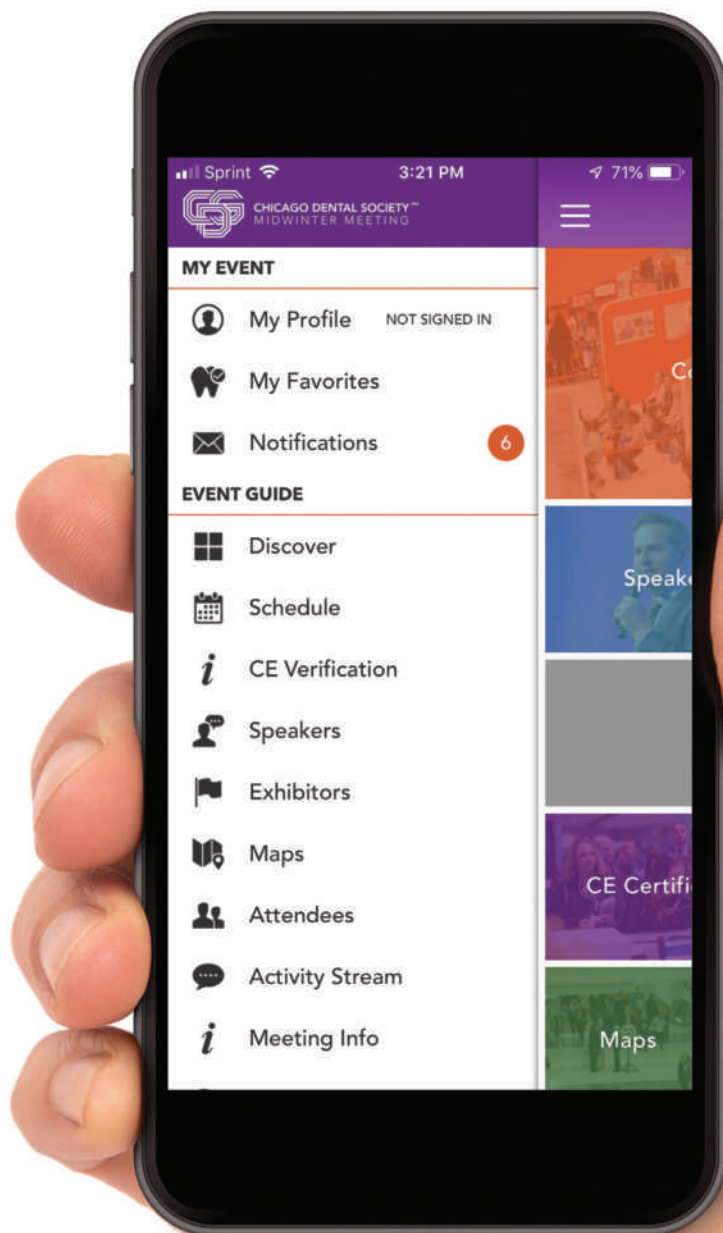 Sprint 3:21 PM 71%
CHICAGO DENTAL SOCIETY™
MIDWINTER MEETING
MY EVENT
My Profile NOT SIGNED IN
My Favorites
Notifications 6
EVENT GUIDE
Discover
Schedule
CE Verification
Speakers
Exhibitors
Maps
Attendees
Activity Stream
Meeting Info
Speake
CE Certifi
Maps